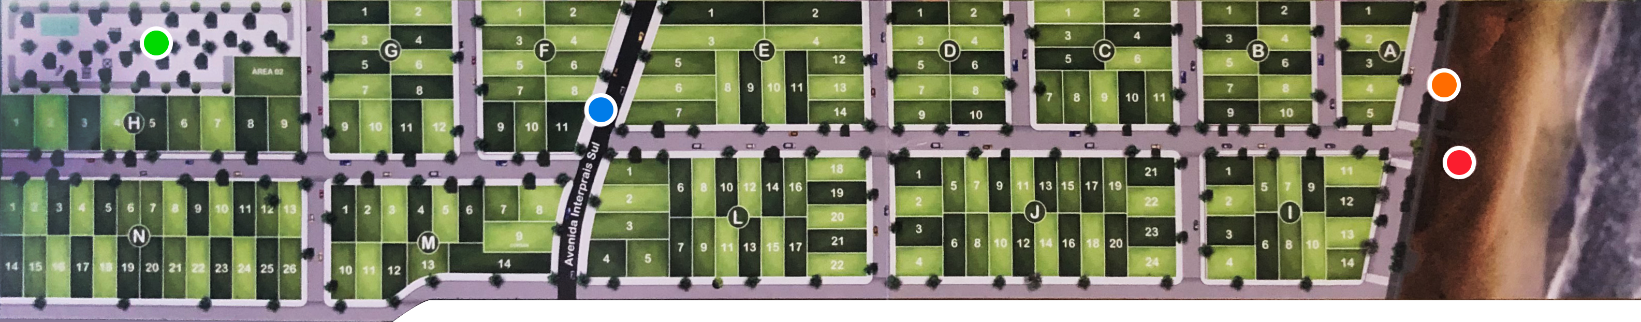 ÁREA 02
H
1 2 3 4 5 6 7 8 9
G
1 2
3 4
5 6
7 8
9 10 11 12
F
1 2
3 4
5 6
7 8
9 10 11
E
1 2
3 4
5 12
6 8 9 10 11 13
7 14
D
1 2
3 4
5 6
7 8
9 10
C
1 2
3 4
5 6
7 8 9 10 11
B
1 2
3 4
5 6
7 8
9 10
A
1
2
3
4
5
Avenida Interprais Sul
N
1 2 3 4 5 6 7 8 9 10 11 12 13
14 15 16 17 18 19 20 21 22 23 24 25 26
M
1 2 3 4 5 6 7 8
9
10 11 12 13 14
L
1 18
2 6 8 10 12 14 16 19
3 20
4 5 7 9 11 13 15 17 21
22
J
1 21
2 5 7 9 11 13 15 17 19 22
3 23
4 6 8 10 12 14 16 18 20 24
I
1 11
2 5 7 9 12
3 13
4 6 8 10 14